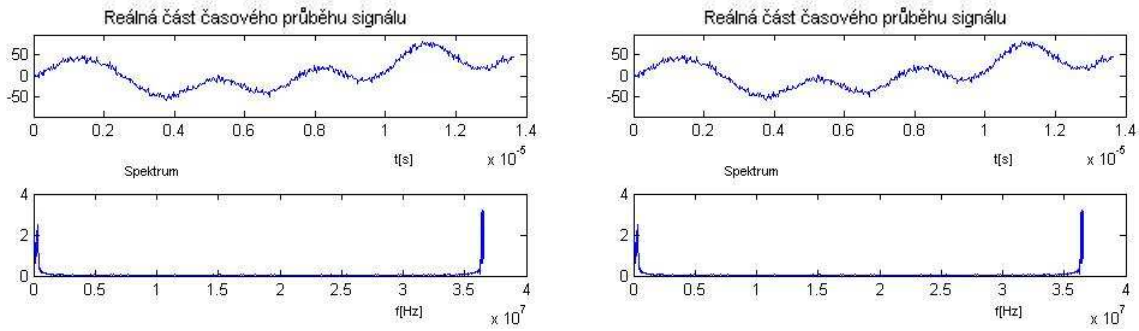 Reálná část časového průběhu signálu
50
0
-50
0 0.2 0.4 0.6 0.8 1 1.2 1.4
t[s]
x 10^-5
Spektrum
4
2
0
0 0.5 1 1.5 2 2.5 3 3.5 4
f[Hz]
x 10^7
Reálná část časového průběhu signálu
50
0
-50
0 0.2 0.4 0.6 0.8 1 1.2 1.4
t[s]
x 10^-5
Spektrum
4
2
0
0 0.5 1 1.5 2 2.5 3 3.5 4
f[Hz]
x 10^7